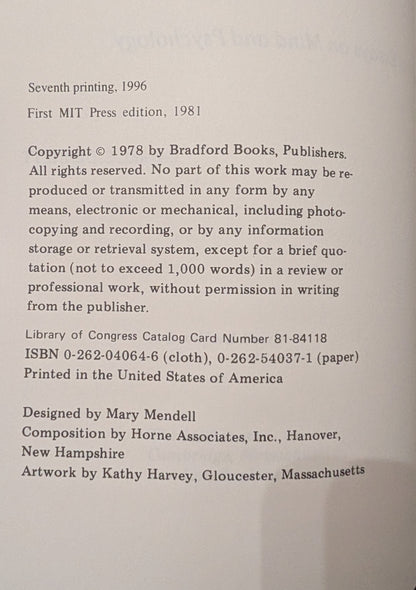 Seventh printing, 1996
First MIT Press edition, 1981
Copyright © 1978 by Bradford Books, Publishers.
All rights reserved. No part of this work may be re-
produced or transmitted in any form by any
means, electronic or mechanical, including photo-
copying and recording, or by any information
storage or retrieval system, except for a brief quo-
tation (not to exceed 1,000 words) in a review or
professional work, without permission in writing
from the publisher.
Library of Congress Catalog Card Number 81-84118
ISBN 0-262-04064-6 (cloth), 0-262-54037-1 (paper)
Printed in the United States of America
Designed by Mary Mendell
Composition by Horne Associates, Inc., Hanover,
New Hampshire
Artwork by Kathy Harvey, Gloucester, Massachusetts